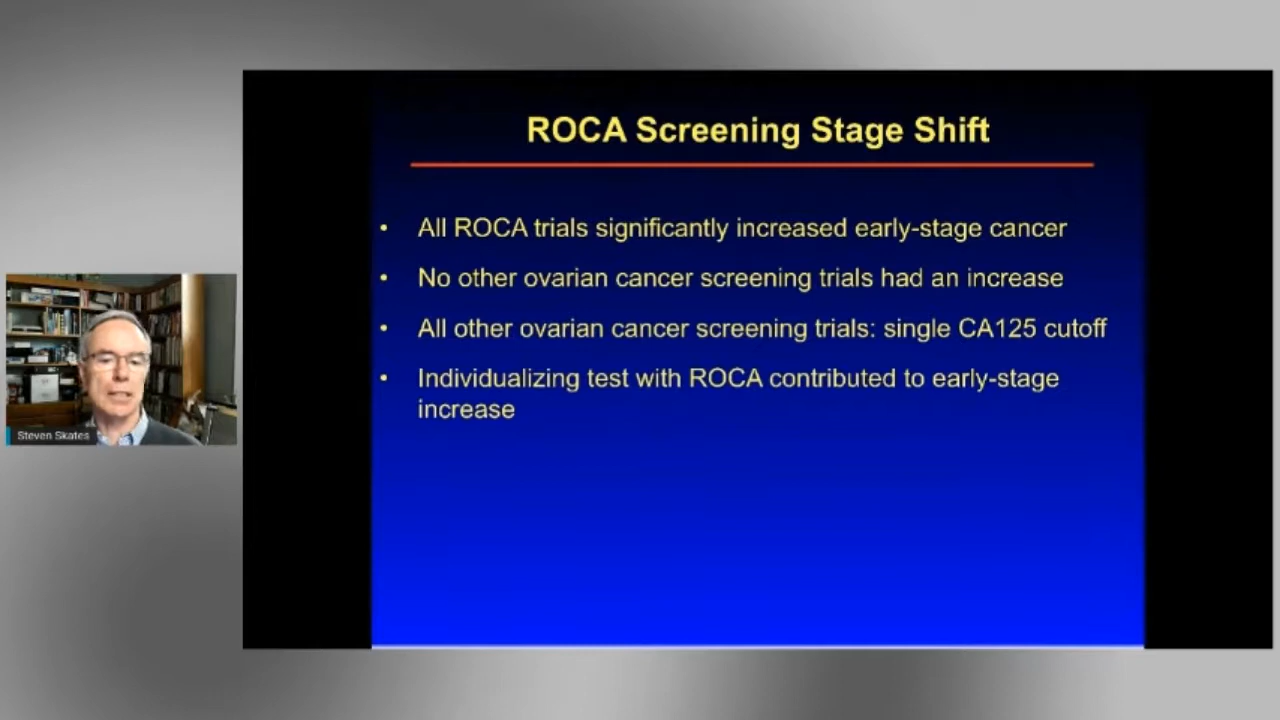 ROCA Screening Stage Shift
• All ROCA trials significantly increased early-stage cancer
• No other ovarian cancer screening trials had an increase
• All other ovarian cancer screening trials: single CA125 cutoff
• Individualizing test with ROCA contributed to early-stage
increase
Steven Skates